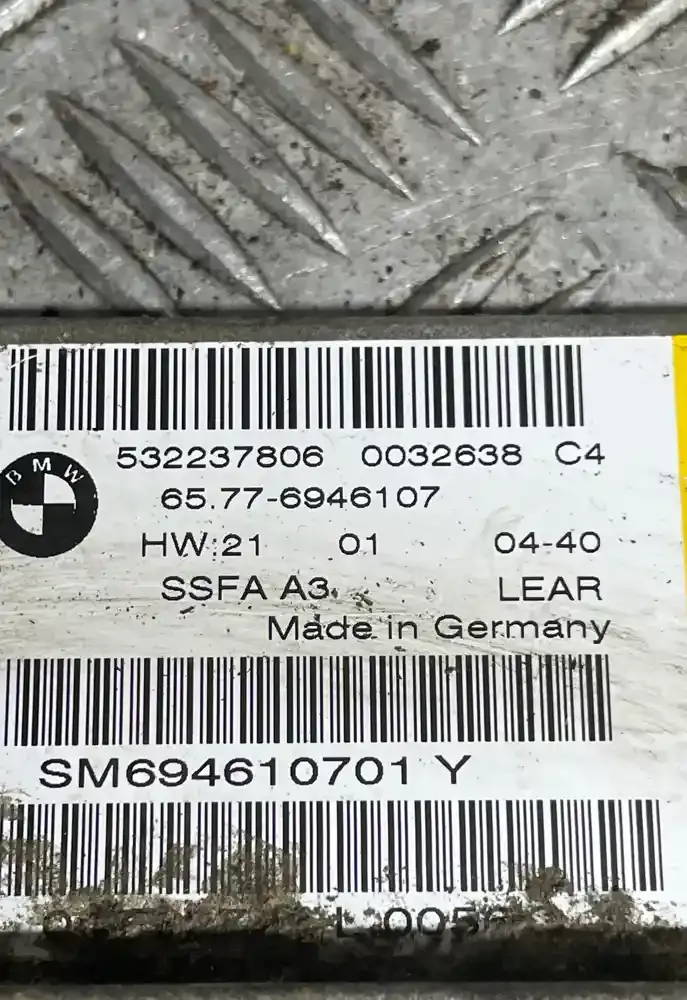 532237806 0032638 C4
BMW
65.77-6946107
HW:21 01 04-40
SSFA A3. LEAR
Made in Germany
SM694610701 Y